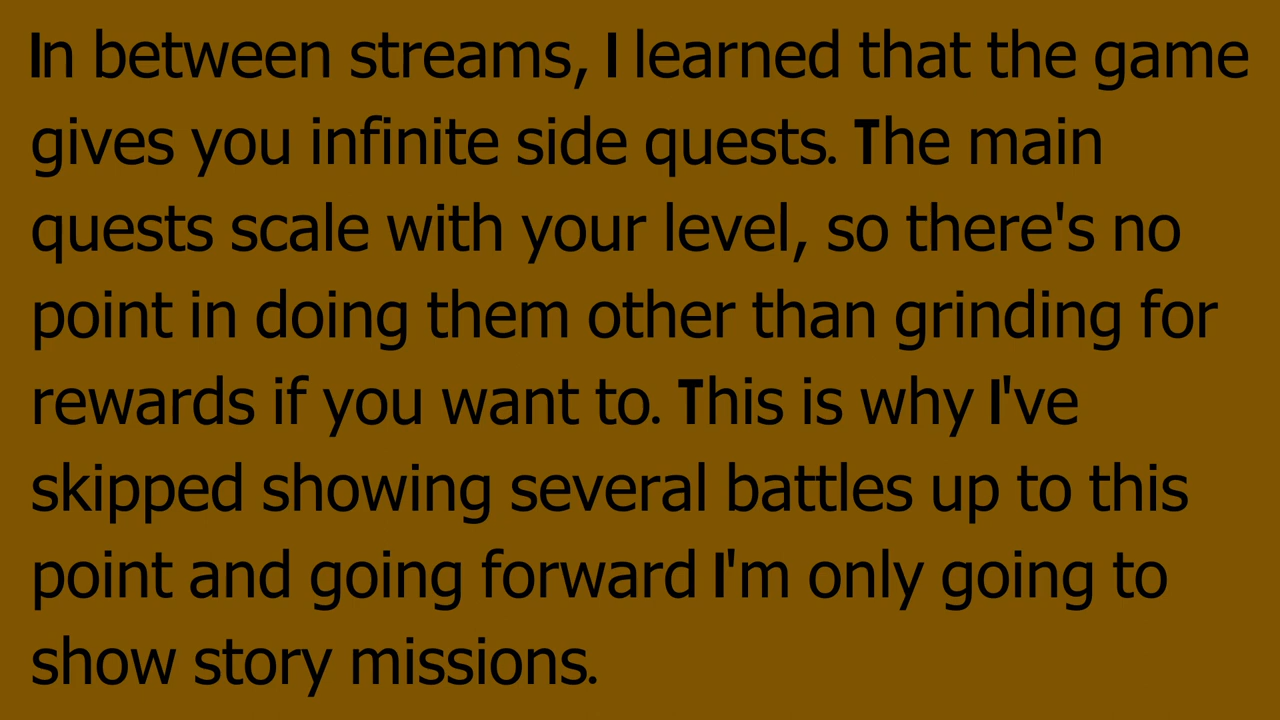 In between streams, I learned that the game
gives you infinite side quests. The main
quests scale with your level, so there's no
point in doing them other than grinding for
rewards if you want to. This is why I've
skipped showing several battles up to this
point and going forward I'm only going to
show story missions.